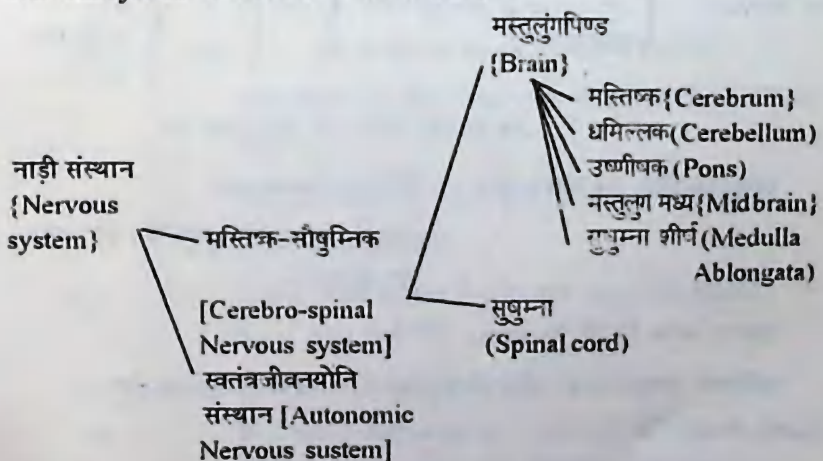 मस्तुलुंगपिण्ड
{Brain}
मस्तिष्क{Cerebrum}
धमिल्लक(Cerebellum)
उष्णीषक (Pons)
मस्तुलुग मध्य{Midbrain}
सुषुम्ना शीर्ष (Medulla
Ablongata)
नाड़ी संस्थान
{Nervous
system}
मस्तिष्क-सौषुम्निक
[Cerebro-spinal
Nervous system]
सुषुम्ना
(Spinal cord)
स्वतंत्रजीवनयोनि
संस्थान [Autonomic
Nervous sustem]